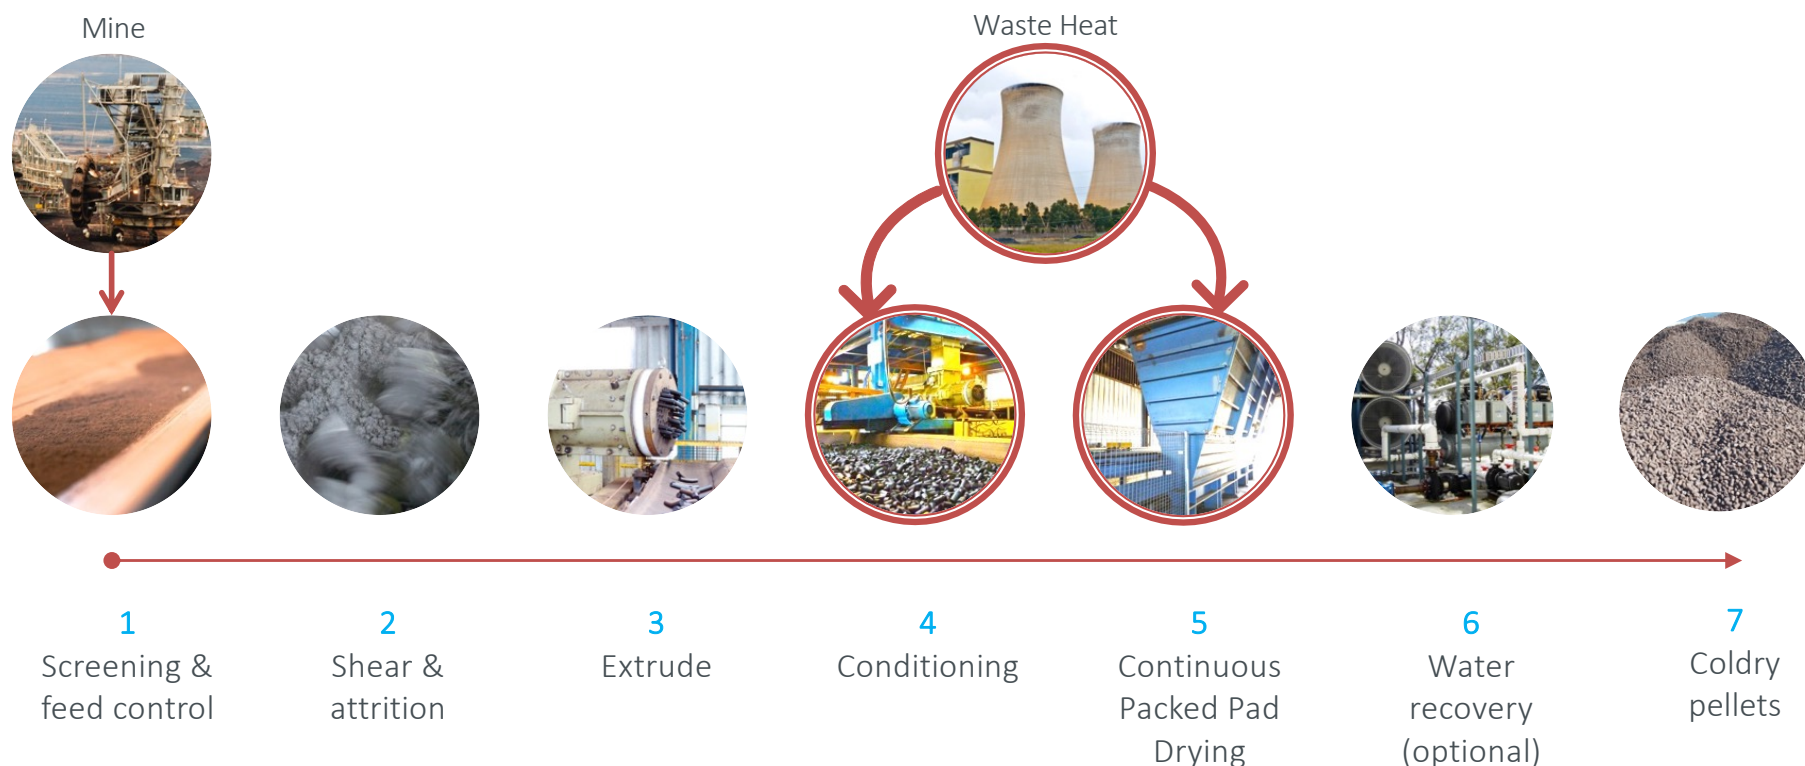 Mine
Waste Heat
1
Screening &
feed control
2
Shear &
attrition
3
Extrude
4
Conditioning
5
Continuous
Packed Pad
Drying
6
Water
recovery
(optional)
7
Coldry
pellets